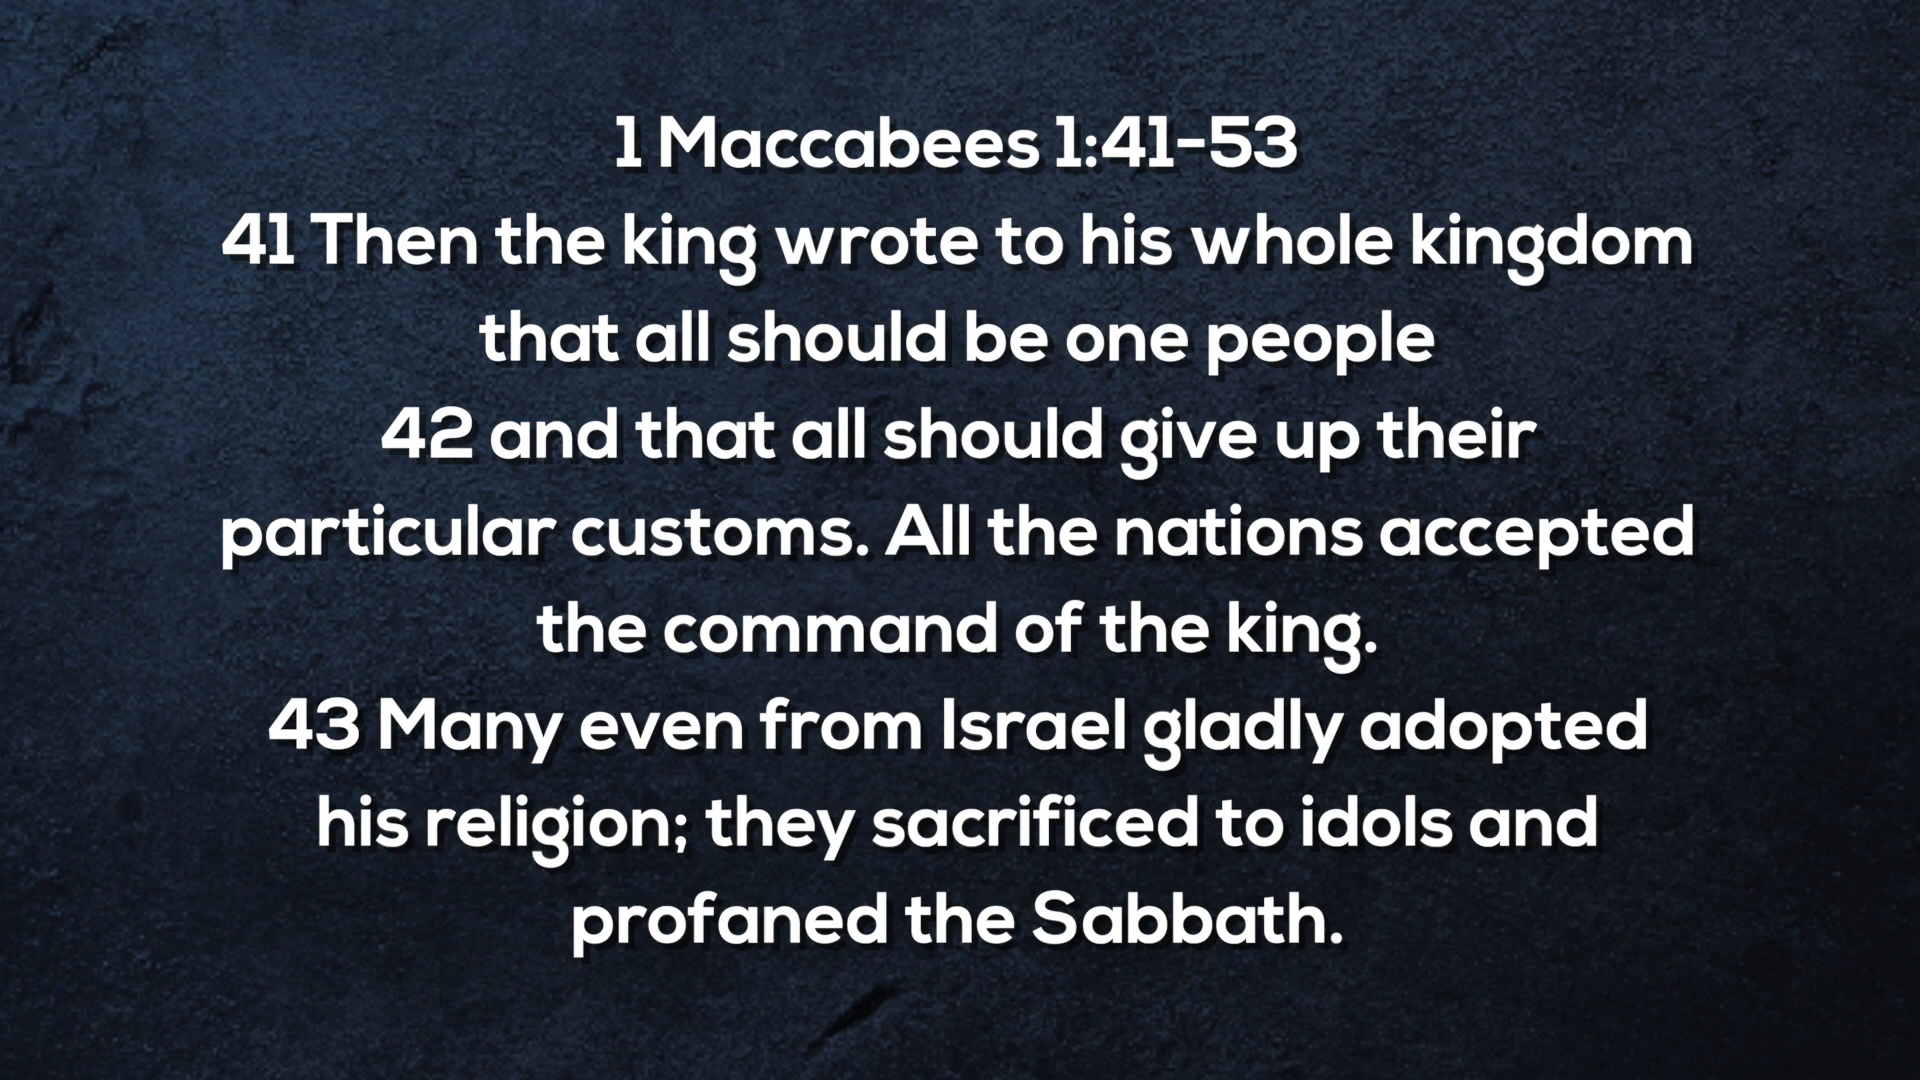 1 Maccabees 1:41-53
41 Then the king wrote to his whole kingdom
that all should be one people
42 and that all should give up their
particular customs. All the nations accepted
the command of the king.
43 Many even from Israel gladly adopted
his religion; they sacrificed to idols and
profaned the Sabbath.